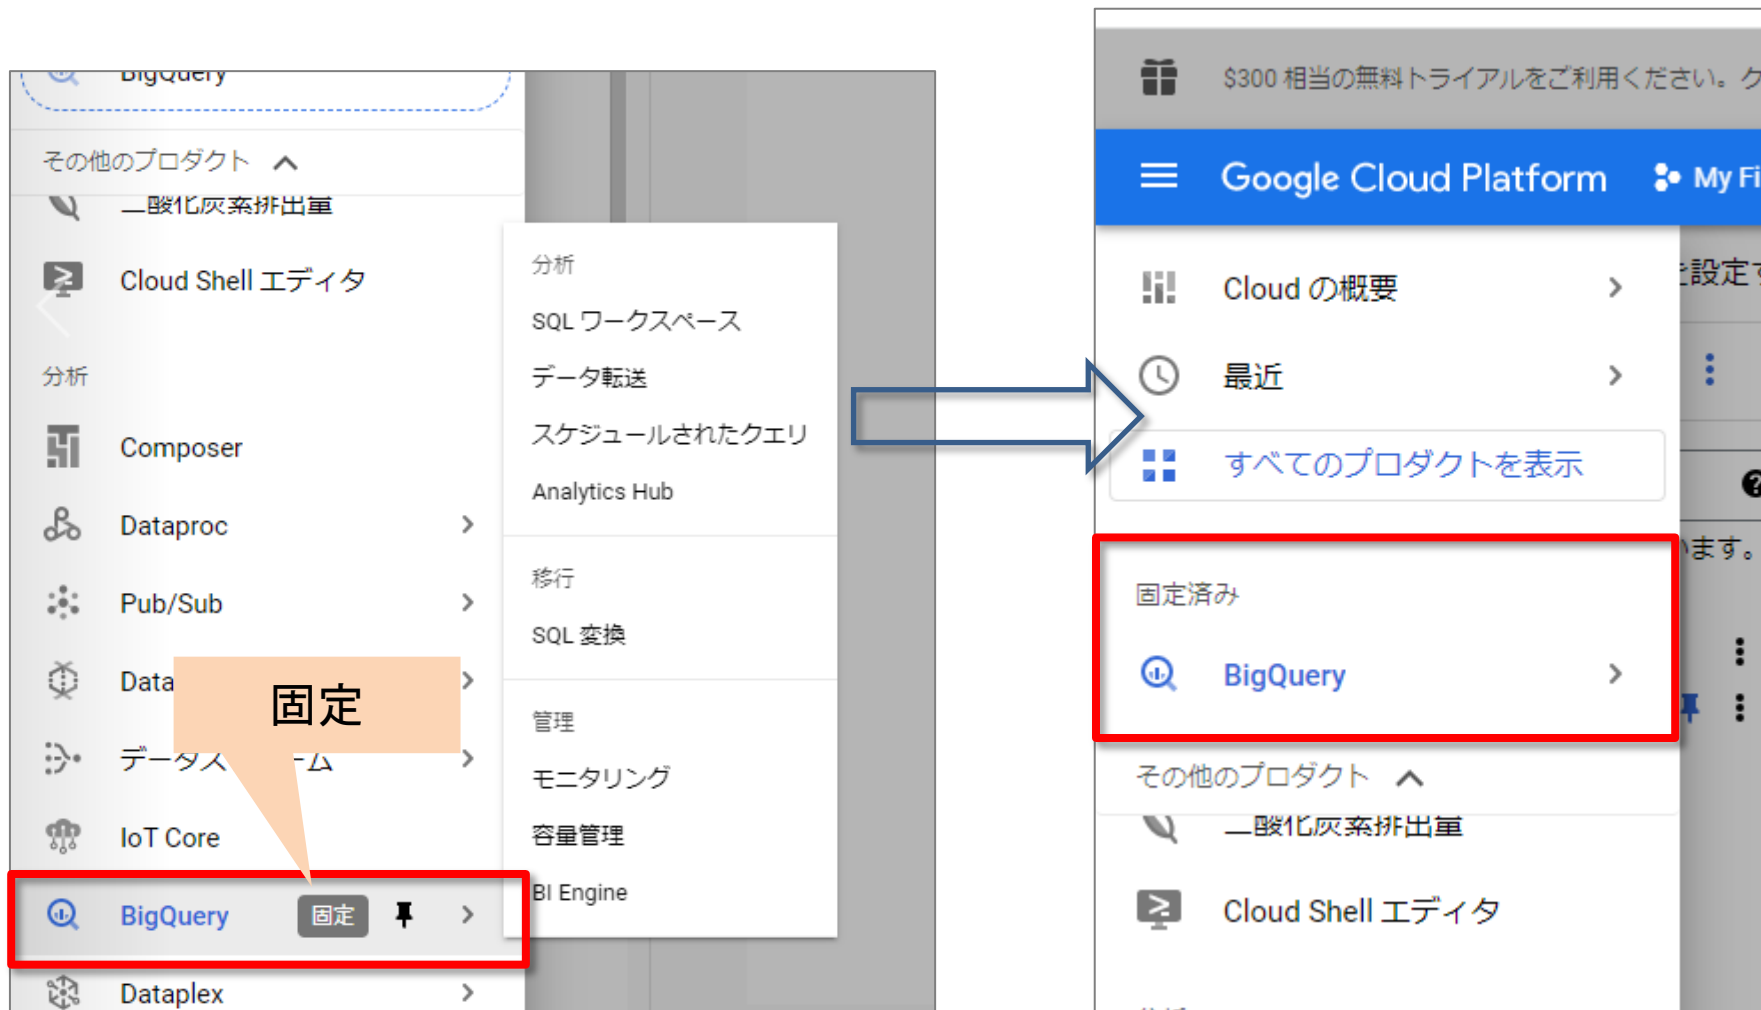 BigQuery
その他のプロダクト
二酸化炭素排出量
Cloud Shell エディタ
分析
Composer
Dataproc
Pub/Sub
Data
IoT Core
BigQuery
固定
Dataplex
固定
分析
SQL ワークスペース
データ転送
スケジュールされたクエリ
Analytics Hub
移行
SQL 変換
管理
モニタリング
容量管理
BI Engine
$300 相当の無料トライアルをご利用ください。ク
Google Cloud Platform
My Fi
Cloud の概要
最近
すべてのプロダクトを表示
固定済み
BigQuery
その他のプロダクト
二酸化炭素排出量
Cloud Shell エディタ
を設定す
います。